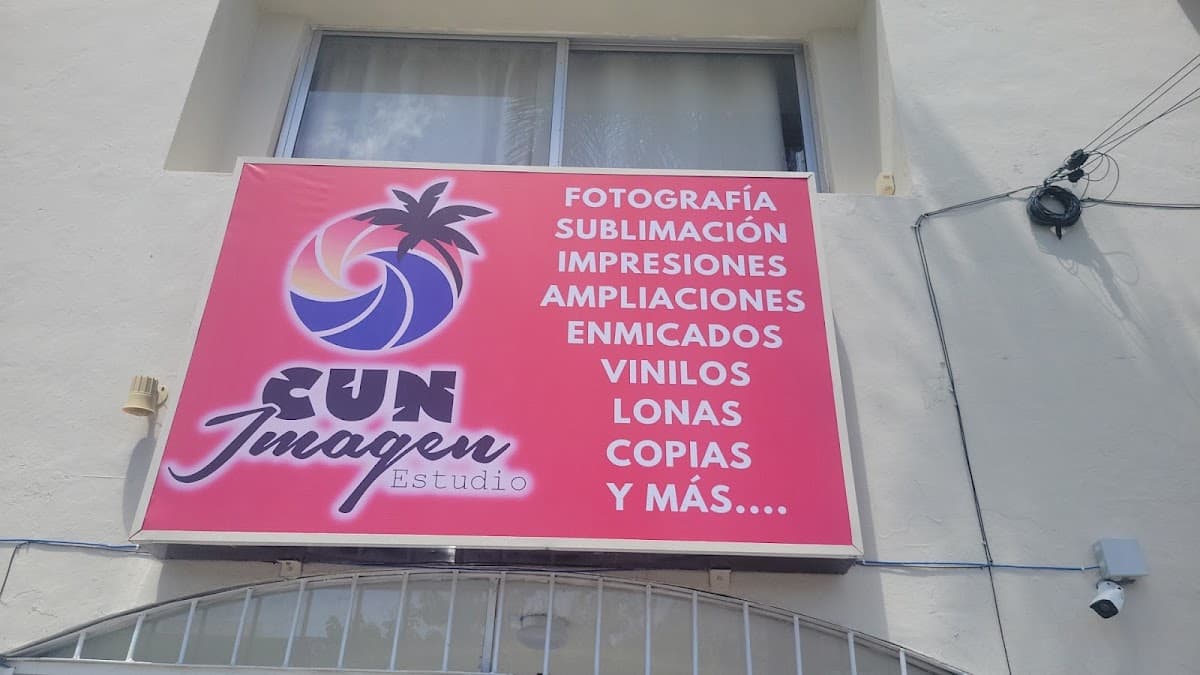 CUN
Imagen
Estudio
FOTOGRAFÍA
SUBLIMACIÓN
IMPRESIONES
AMPLIACIONES
ENMICADOS
VINILOS
LONAS
COPIAS
Y MÁS....